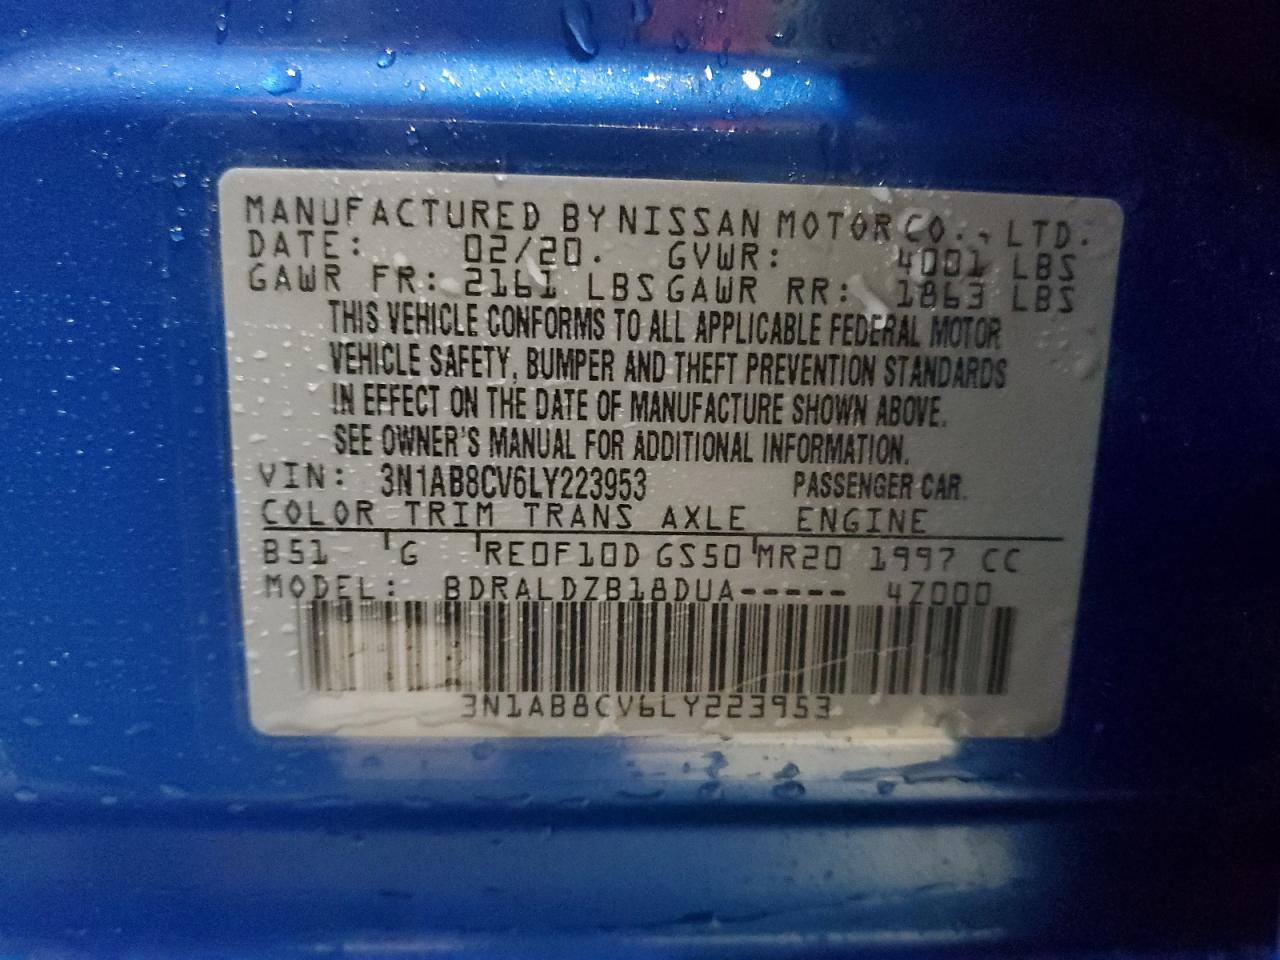 MANUFACTURED BY NISSAN MOTOR CO., LTD.
DATE: 02/20. GVWR: 4001 LBS
GAWR FR: 2161 LBS GAWR RR: 1863 LBS
THIS VEHICLE CONFORMS TO ALL APPLICABLE FEDERAL MOTOR
VEHICLE SAFETY, BUMPER AND THEFT PREVENTION STANDARDS
IN EFFECT ON THE DATE OF MANUFACTURE SHOWN ABOVE.
SEE OWNER'S MANUAL FOR ADDITIONAL INFORMATION.
VIN: 3N1AB8CV6LY223953 PASSENGER CAR.
COLOR TRIM TRANS AXLE ENGINE
B51 G RE0F10D GS50 MR20 1997 CC
MODEL: BDRALDZB18DUA----- 4Z000
3N1AB8CV6LY223953